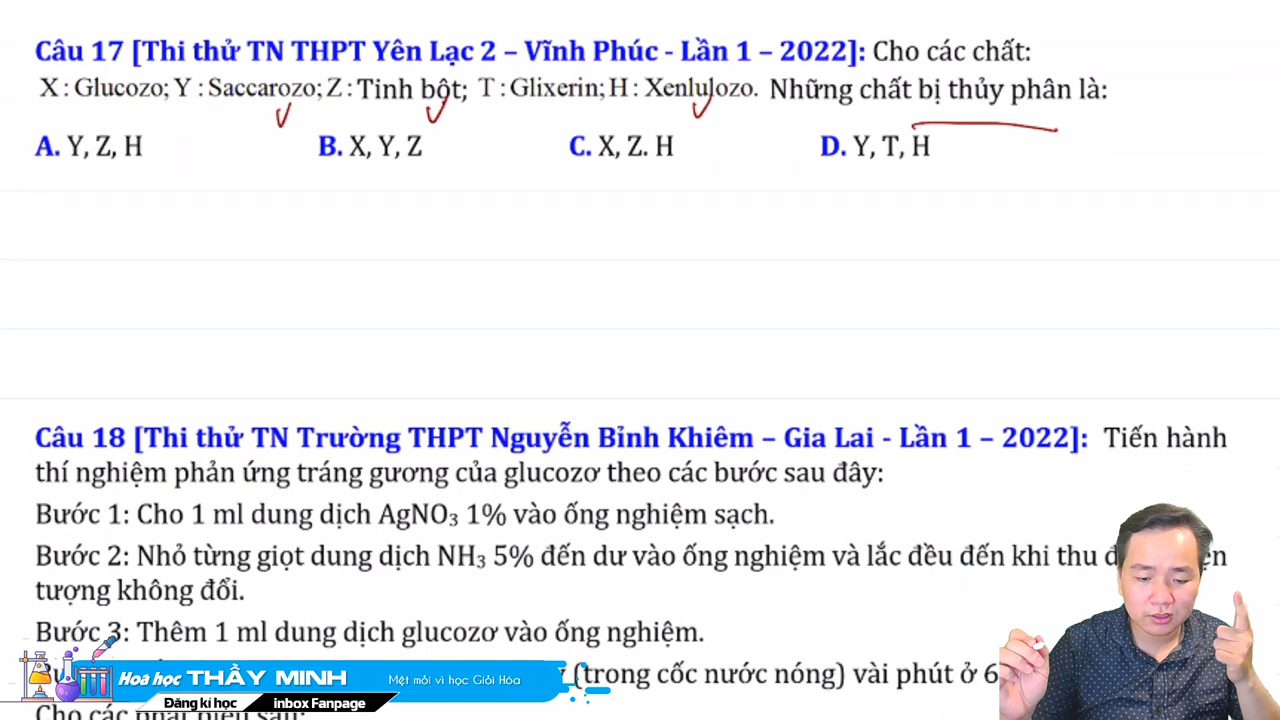 Câu 17 [Thi thử TN THPT Yên Lạc 2 – Vĩnh Phúc - Lần 1 – 2022]: Cho các chất:
X : Glucozo; Y : Saccarozo; Z : Tinh bột; T : Glixerin; H : Xenlulozo. Những chất bị thủy phân là:
A. Y, Z, H B. X, Y, Z C. X, Z. H D. Y, T, H
Câu 18 [Thi thử TN Trường THPT Nguyễn Bỉnh Khiêm – Gia Lai - Lần 1 – 2022]: Tiến hành
thí nghiệm phản ứng tráng gương của glucozơ theo các bước sau đây:
Bước 1: Cho 1 ml dung dịch AgNO₃ 1% vào ống nghiệm sạch.
Bước 2: Nhỏ từng giọt dung dịch NH₃ 5% đến dư vào ống nghiệm và lắc đều đến khi thu
tượng không đổi.
Bước 3: Thêm 1 ml dung dịch glucozơ vào ống nghiệm.
(trong cốc nước nóng) vài phút ở 6
Hoá học THẦY MINH Mệt mỏi vì học Giỏi Hóa
Đăng kí học inbox Fanpage
Cho các phát biểu sau: